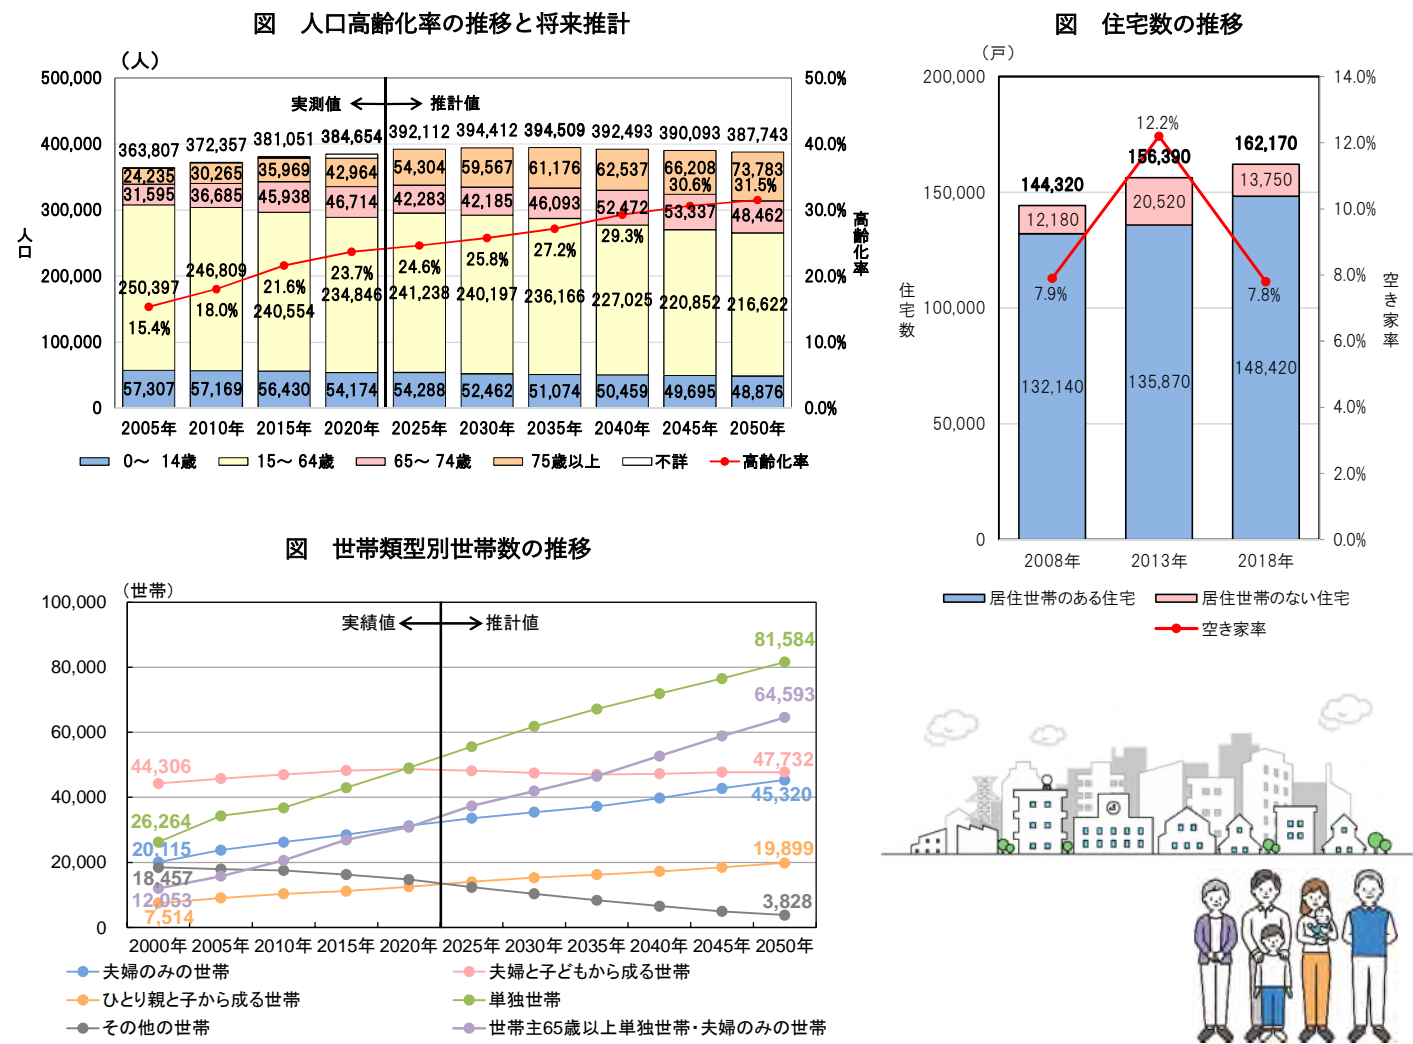 図　人口高齢化率の推移と将来推計
（人）
500,000
400,000
300,000
200,000
100,000
0
人口
50.0%
40.0%
30.0%
20.0%
10.0%
0.0%
高齢化率
実測値
推計値
363,807 372,357 381,051 384,654 392,112 394,412 394,509 392,493 390,093 387,743
24,235 30,265 35,969 42,964 54,304 59,567 61,176 62,537 66,208 73,783
31,595 36,685 45,938 46,714 42,283 42,185 46,093 52,472 53,337 48,462
15.4% 18.0% 21.6% 23.7% 24.6% 25.8% 27.2% 29.3% 30.6% 31.5%
250,397 246,809 240,554 234,846 241,238 240,197 236,166 227,025 220,852 216,622
57,307 57,169 56,430 54,174 54,288 52,462 51,074 50,459 49,695 48,876
2005年 2010年 2015年 2020年 2025年 2030年 2035年 2040年 2045年 2050年
0～ 14歳 15～ 64歳 65～ 74歳 75歳以上 不詳 高齢化率
図　住宅数の推移
（戸）
200,000
150,000
100,000
50,000
0
住宅数
14.0%
12.0%
10.0%
8.0%
6.0%
4.0%
2.0%
0.0%
空き家率
144,320 156,390 162,170
12,180 20,520 13,750
7.9% 12.2% 7.8%
132,140 135,870 148,420
2008年 2013年 2018年
居住世帯のある住宅 居住世帯のない住宅
空き家率
図　世帯類型別世帯数の推移
（世帯）
100,000
80,000
60,000
40,000
20,000
0
実績値
推計値
44,306
26,264
20,115
18,457
12,053
7,514
81,584
64,593
47,732
45,320
19,899
3,828
2000年 2005年 2010年 2015年 2020年 2025年 2030年 2035年 2040年 2045年 2050年
夫婦のみの世帯 夫婦と子どもから成る世帯
ひとり親と子から成る世帯 単独世帯
その他の世帯 世帯主65歳以上単独世帯・夫婦のみの世帯